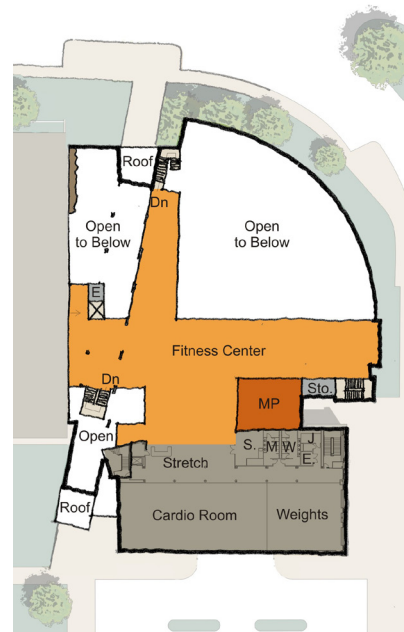 Roof
Dn
Open
to Below
Open
to Below
E
Fitness Center
Dn
Sto.
MP
Open
S.
M
W
J
E.
Stretch
Roof
Cardio Room
Weights